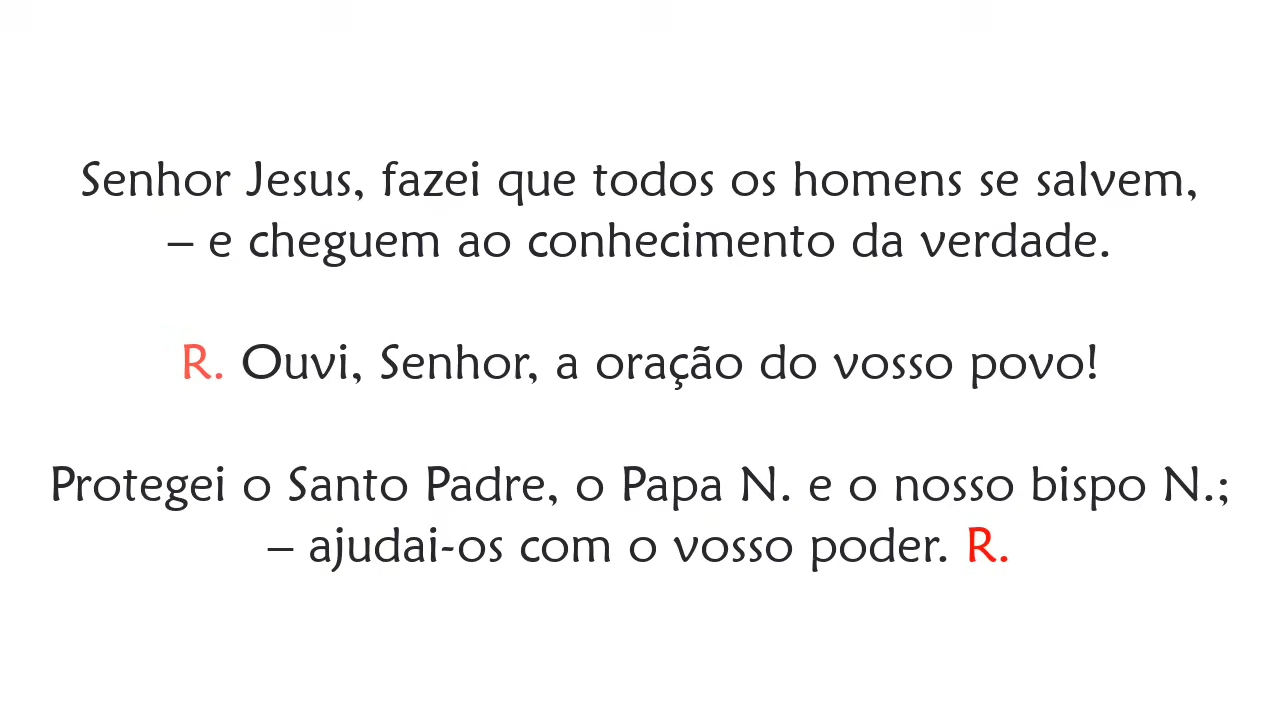 Senhor Jesus, fazei que todos os homens se salvem,
– e cheguem ao conhecimento da verdade.
R. Ouvi, Senhor, a oração do vosso povo!
Protegei o Santo Padre, o Papa N. e o nosso bispo N.;
– ajudai-os com o vosso poder. R.